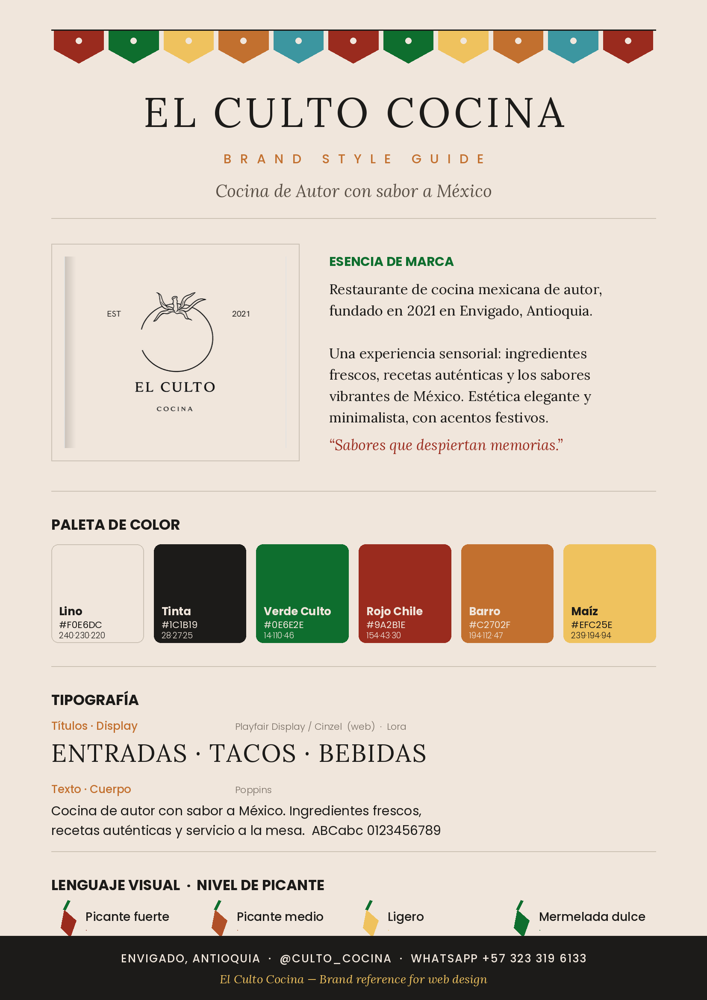 EL CULTO COCINA
BRAND STYLE GUIDE
Cocina de Autor con sabor a México
EST
2021
EL CULTO
COCINA
ESENCIA DE MARCA
Restaurante de cocina mexicana de autor,
fundado en 2021 en Envigado, Antioquia.
Una experiencia sensorial: ingredientes
frescos, recetas auténticas y los sabores
vibrantes de México. Estética elegante y
minimalista, con acentos festivos.
“Sabores que despiertan memorias.”
PALETA DE COLOR
Lino
#F0E6DC
240·230·220
Tinta
#1C1B19
28·27·25
Verde Culto
#0E6E2E
14·110·46
Rojo Chile
#9A2B1E
154·43·30
Barro
#C2702F
194·112·47
Maíz
#EFC25E
239·194·94
TIPOGRAFÍA
Títulos · Display
Playfair Display / Cinzel (web) · Lora
ENTRADAS · TACOS · BEBIDAS
Texto · Cuerpo
Poppins
Cocina de autor con sabor a México. Ingredientes frescos,
recetas auténticas y servicio a la mesa. ABCabc 0123456789
LENGUAJE VISUAL · NIVEL DE PICANTE
Picante fuerte
Picante medio
Ligero
Mermelada dulce
ENVIGADO, ANTIOQUIA · @CULTO_COCINA · WHATSAPP +57 323 319 6133
El Culto Cocina — Brand reference for web design